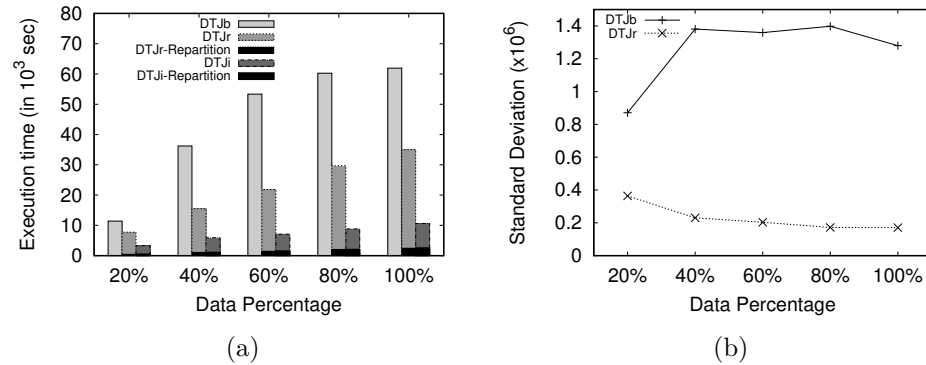 Execution time (in 10³ sec)
80
70
60
50
40
30
20
10
0
DTJb
DTJr
DTJr-Repartition
DTJi
DTJi-Repartition
20% 40% 60% 80% 100%
Data Percentage
(a)
Standard Deviation (x10⁶)
1.4
1.2
1
0.8
0.6
0.4
0.2
0
DTJb
DTJr
20% 40% 60% 80% 100%
Data Percentage
(b)